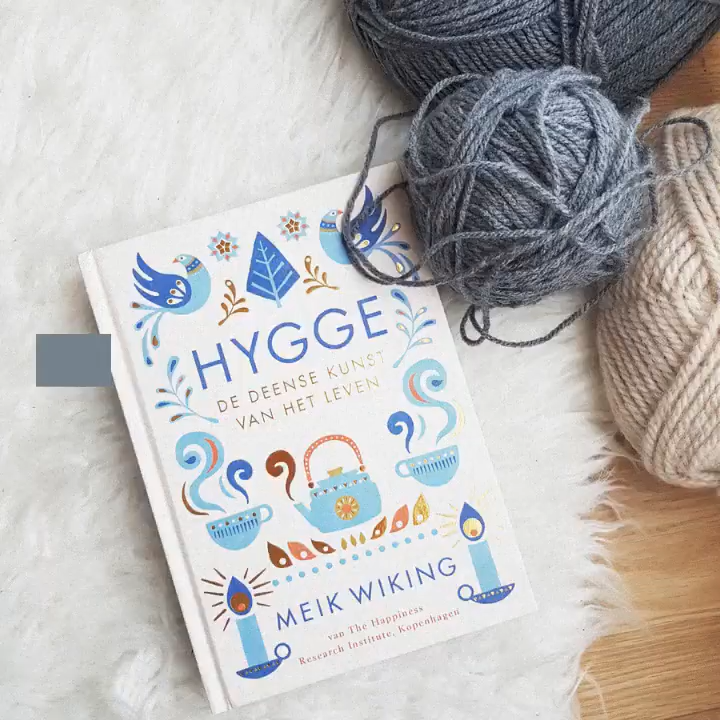 HYGGE
DE DEENSE KUNST
VAN HET LEVEN
MEIK WIKING
van The Happiness
Research Institute, Kopenhagen